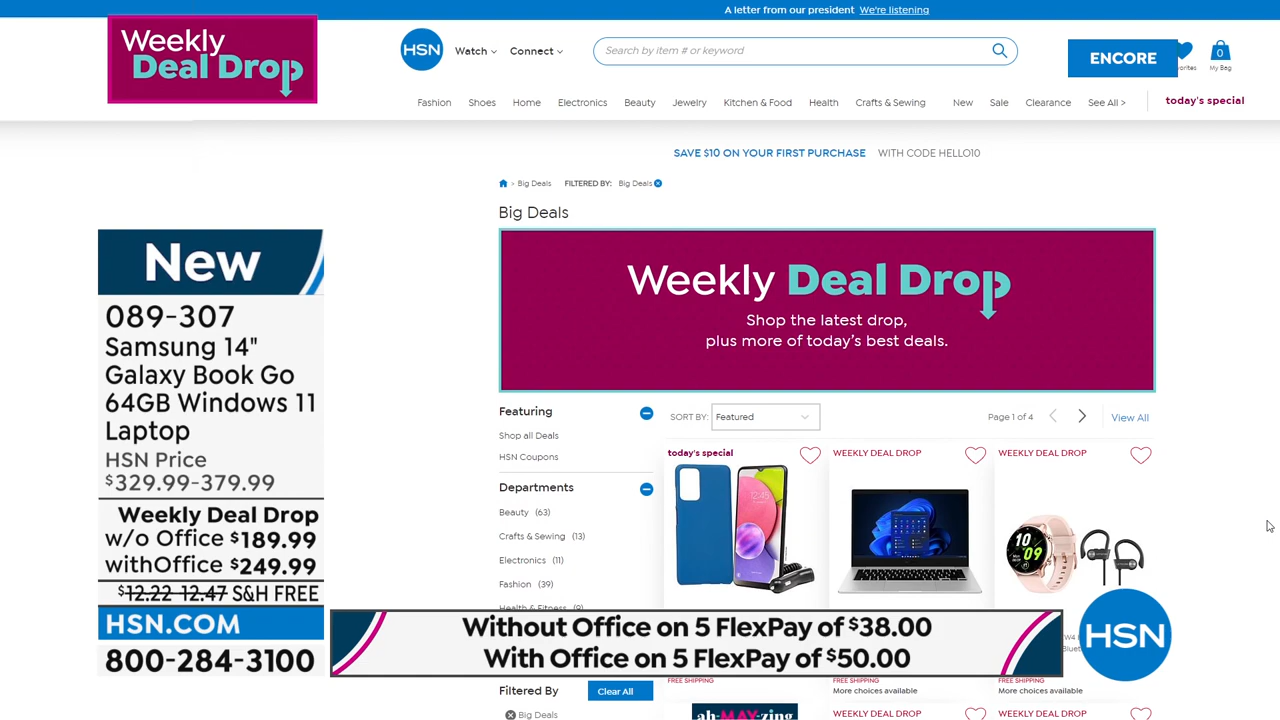 A letter from our president We're listening
Weekly
Deal Drop
HSN
Watch
Connect
Search by item # or keyword
ENCORE
0
My Bag
Fashion Shoes Home Electronics Beauty Jewelry Kitchen & Food Health Crafts & Sewing New Sale Clearance See All > today's special
SAVE $10 ON YOUR FIRST PURCHASE WITH CODE HELLO10
> Big Deals FILTERED BY: Big Deals
Big Deals
Weekly Deal Drop
Shop the latest drop,
plus more of today's best deals.
New
089-307
Samsung 14"
Galaxy Book Go
64GB Windows 11
Laptop
HSN Price
$329.99-379.99
Weekly Deal Drop
w/o Office $189.99
withOffice $249.99
$12.22-12.47 S&H FREE
HSN.COM
800-284-3100
Featuring
Shop all Deals
HSN Coupons
Departments
Beauty (63)
Crafts & Sewing (13)
Electronics (11)
Fashion (39)
Health & Fitness (9)
SORT BY: Featured
Page 1 of 4
View All
today's special
WEEKLY DEAL DROP
WEEKLY DEAL DROP
10
09
Without Office on 5 FlexPay of $38.00
With Office on 5 FlexPay of $50.00
HSN
FREE SHIPPING
FREE SHIPPING
FREE SHIPPING
More choices available
More choices available
Filtered By
Clear All
Big Deals
ah-MAY-zing
WEEKLY DEAL DROP
WEEKLY DEAL DROP